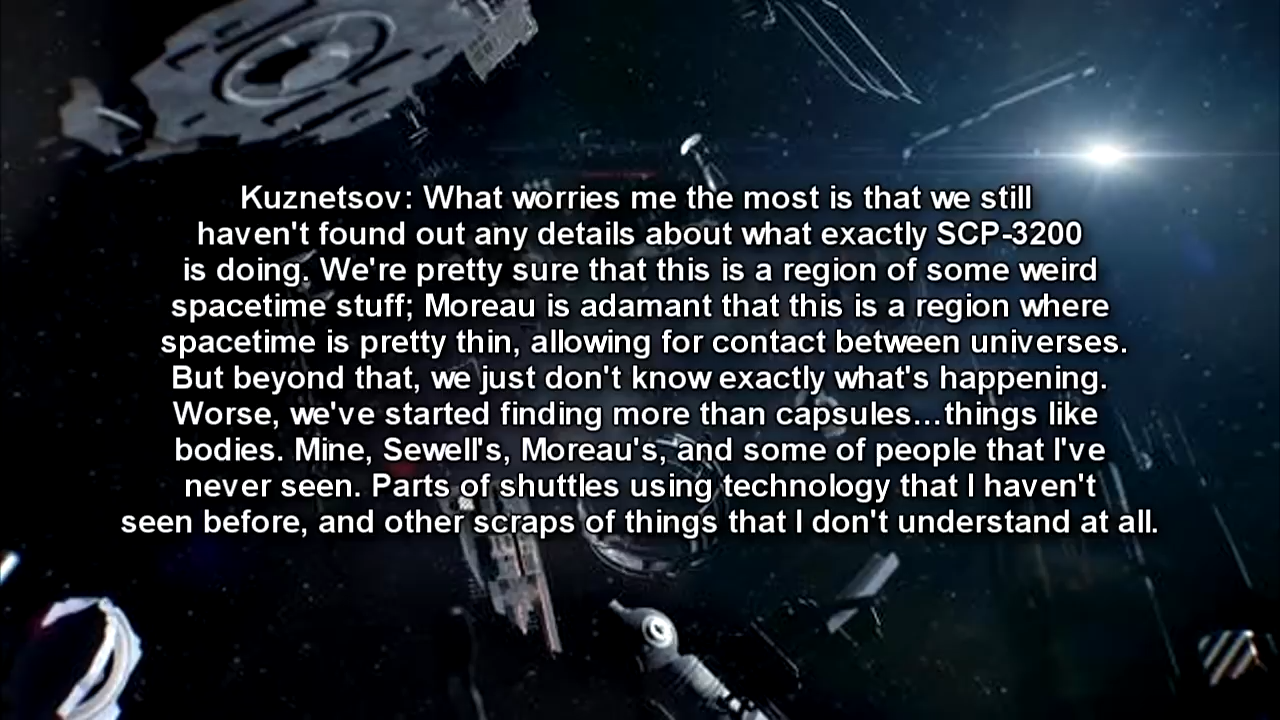 Kuznetsov: What worries me the most is that we still
haven't found out any details about what exactly SCP-3200
is doing. We're pretty sure that this is a region of some weird
spacetime stuff; Moreau is adamant that this is a region where
spacetime is pretty thin, allowing for contact between universes.
But beyond that, we just don't know exactly what's happening.
Worse, we've started finding more than capsules...things like
bodies. Mine, Sewell's, Moreau's, and some of people that I've
never seen. Parts of shuttles using technology that I haven't
seen before, and other scraps of things that I don't understand at all.